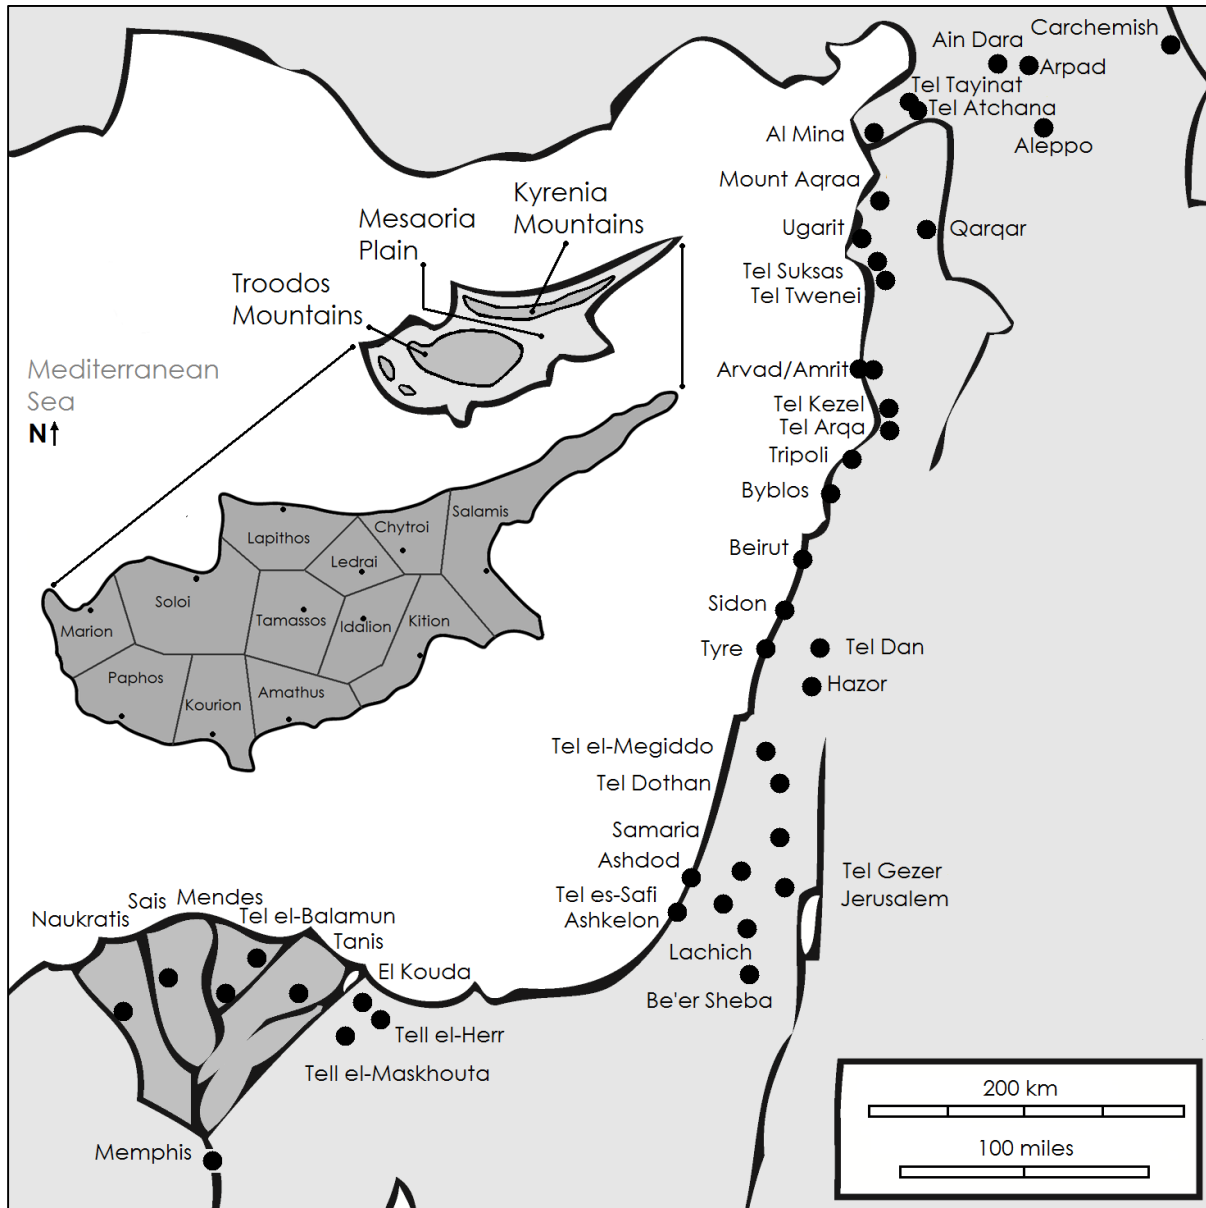 Carchemish
Ain Dara
Arpad
Tel Tayinat
Tel Atchana
Al Mina
Aleppo
Mount Aqraa
Kyrenia
Mountains
Mesaoria
Plain
Ugarit
Qarqar
Troodos
Mountains
Tel Suksas
Tel Twenei
Mediterranean
Sea
N
Arvad/Amrit
Tel Kezel
Tel Arqa
Tripoli
Byblos
Salamis
Chytroi
Lapithos
Ledrai
Beirut
Soloi
Sidon
Marion
Tamassos
Idalion
Kition
Tyre
Tel Dan
Paphos
Hazor
Kourion
Amathus
Tel el-Megiddo
Tel Dothan
Samaria
Ashdod
Tel Gezer
Jerusalem
Tel es-Safi
Ashkelon
Sais
Mendes
Naukratis
Tel el-Balamun
Tanis
Lachich
El Kouda
Be'er Sheba
Tell el-Herr
Tell el-Maskhouta
200 km
100 miles
Memphis